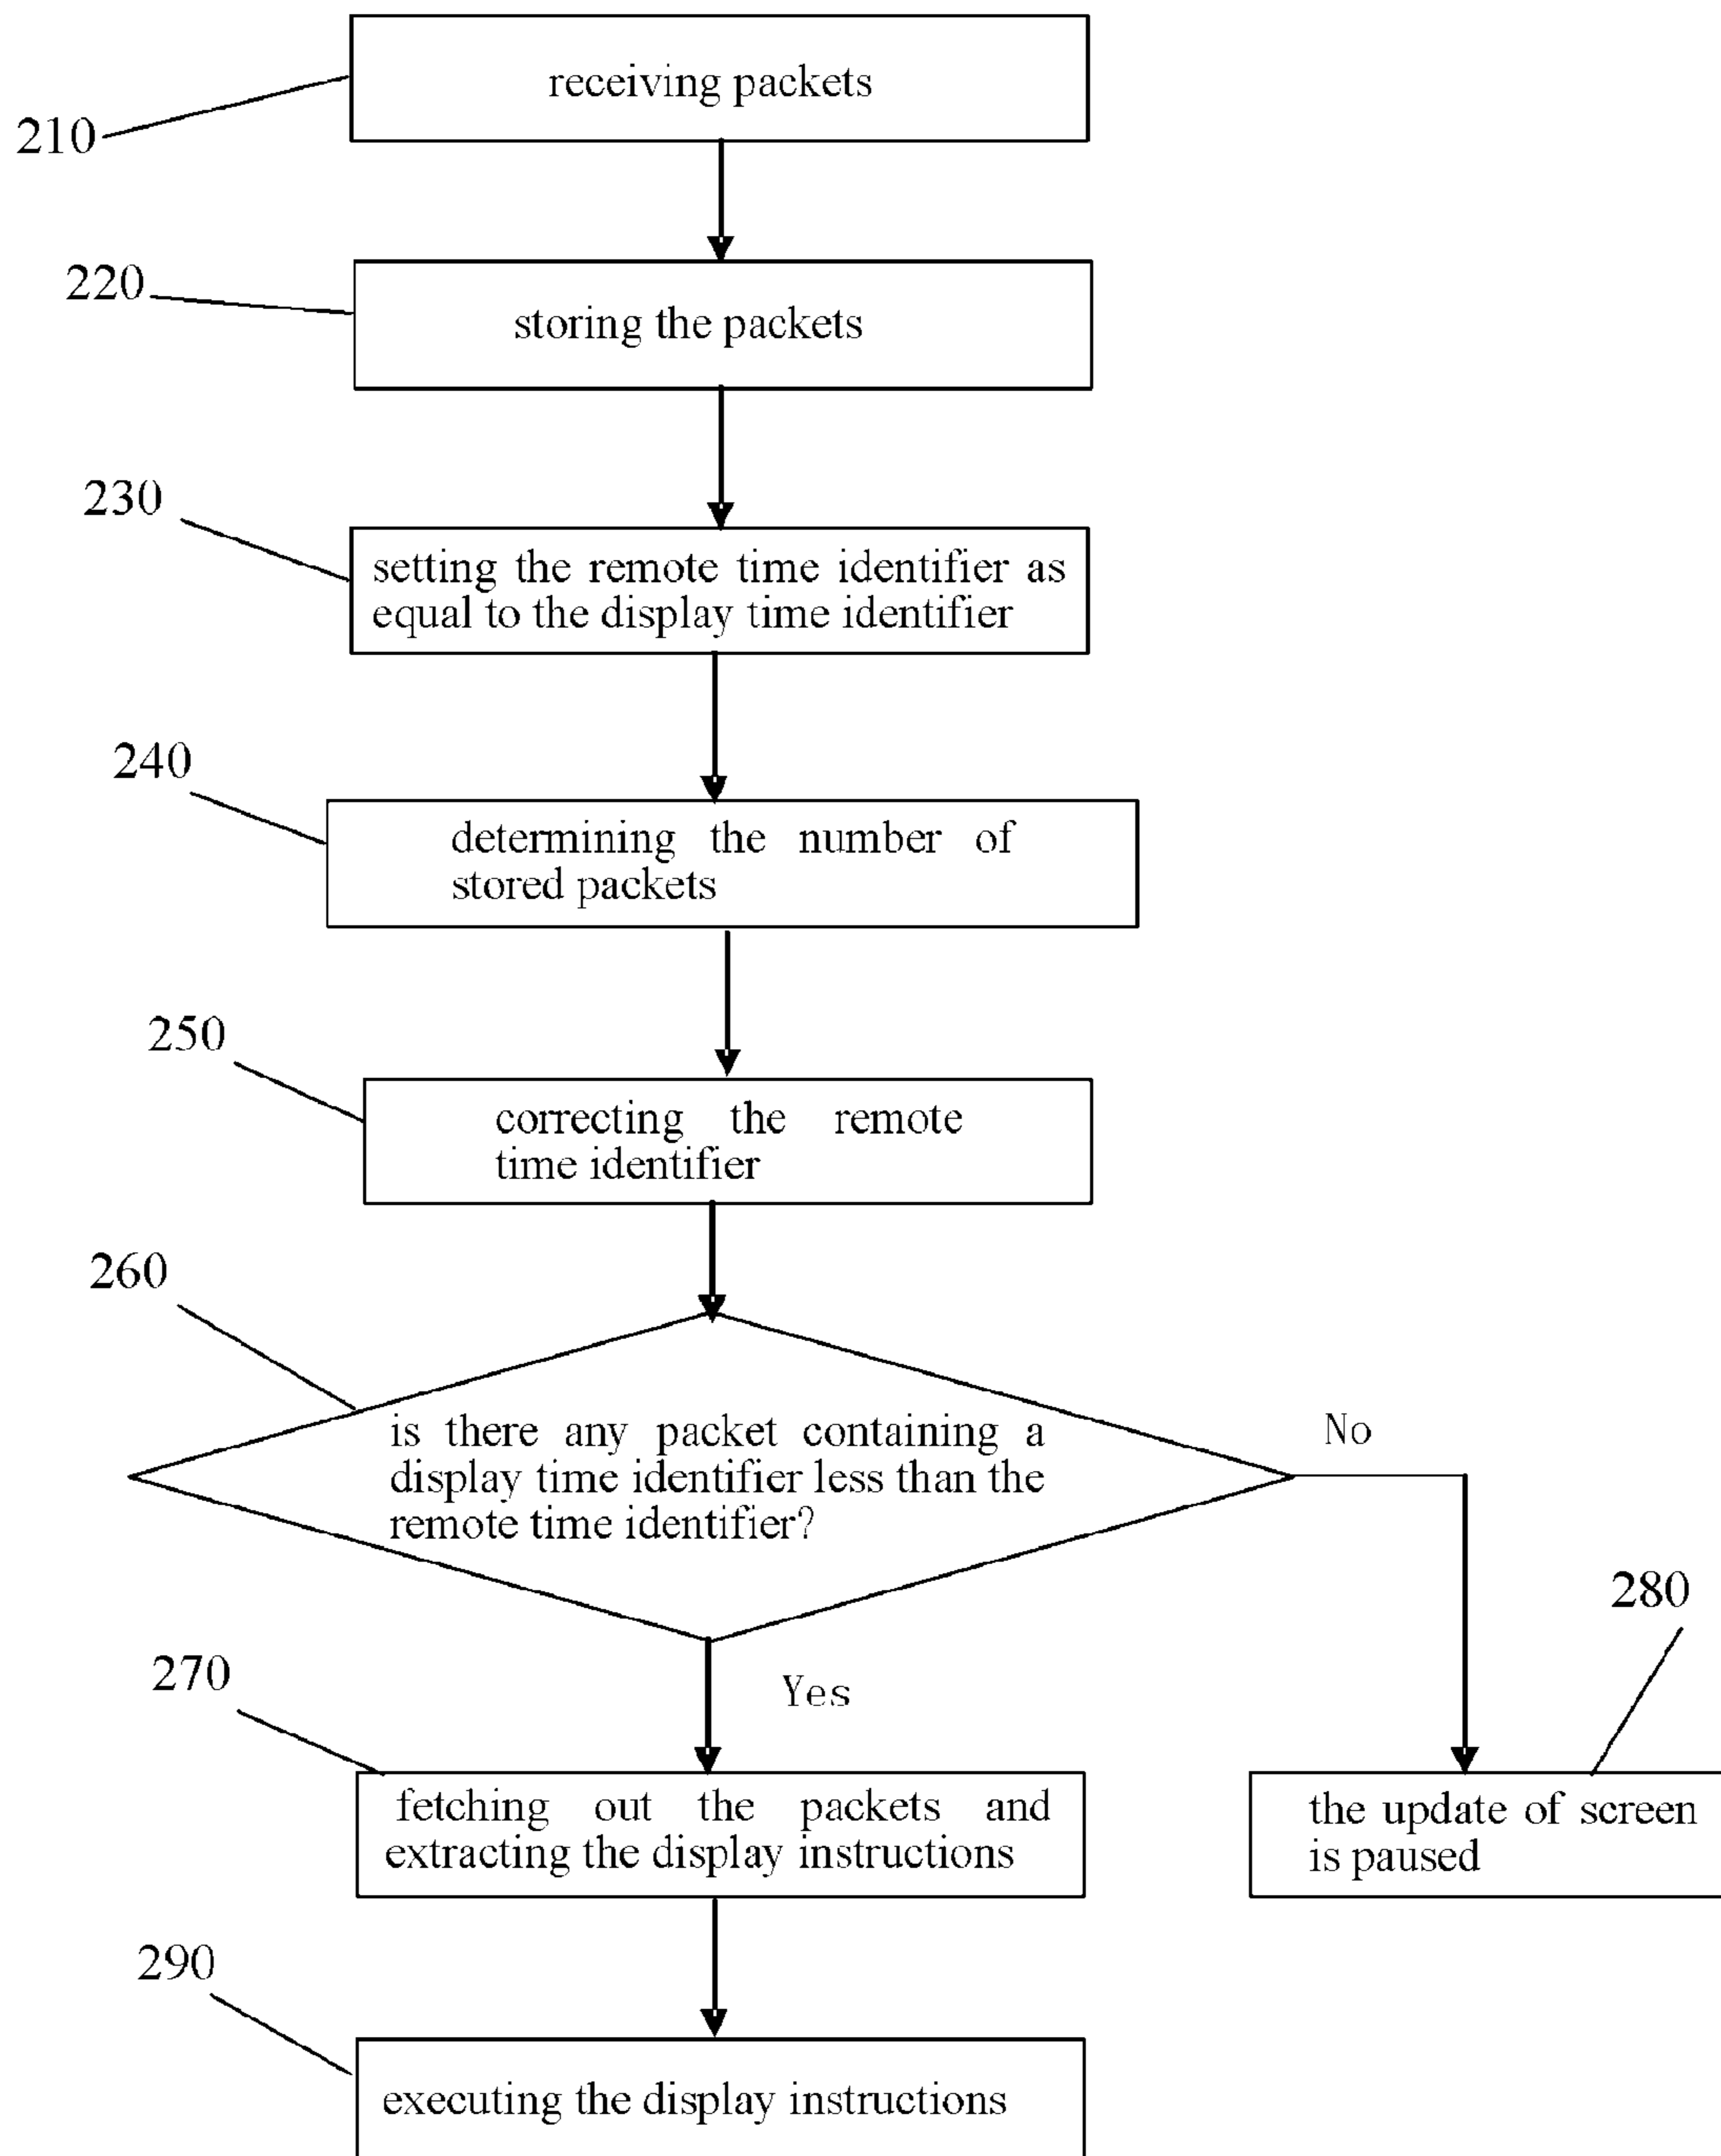 receiving packets
210
220
storing the packets
230
setting the remote time identifier as
equal to the display time identifier
240
determining the number of
stored packets
250
correcting the remote
time identifier
260
is there any packet containing a
display time identifier less than the
remote time identifier?
No
280
270
Yes
fetching out the packets and
extracting the display instructions
the update of screen
is paused
290
executing the display instructions